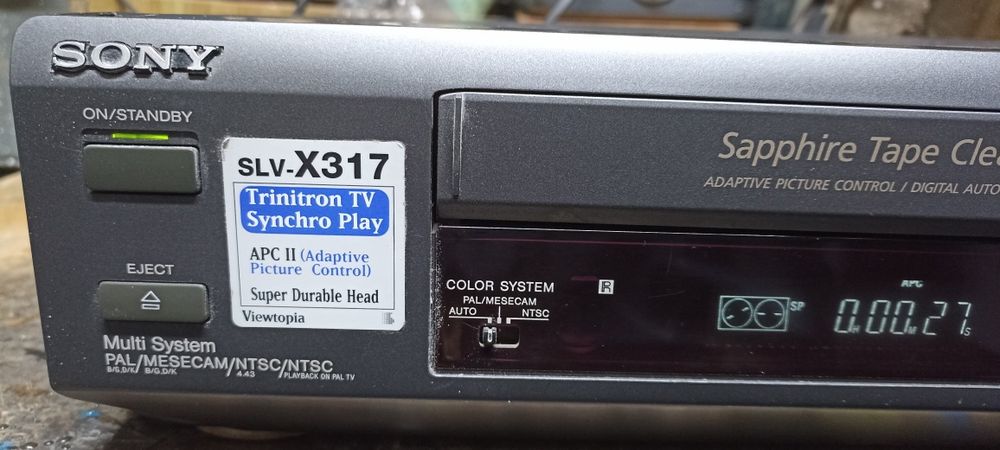 SONY
ON/STANDBY
SLV-X317
Trinitron TV
Synchro Play
APC II (Adaptive
Picture Control)
Super Durable Head
Viewtopia
EJECT
Multi System
PAL/MESECAM/NTSC/NTSC
B/G,D/K B/G,D/K 4.43 PLAYBACK ON PAL TV
Sapphire Tape Clea
ADAPTIVE PICTURE CONTROL / DIGITAL AUTO
COLOR SYSTEM
PAL/MESECAM
AUTO NTSC
R
APC
SP
0H00M27S